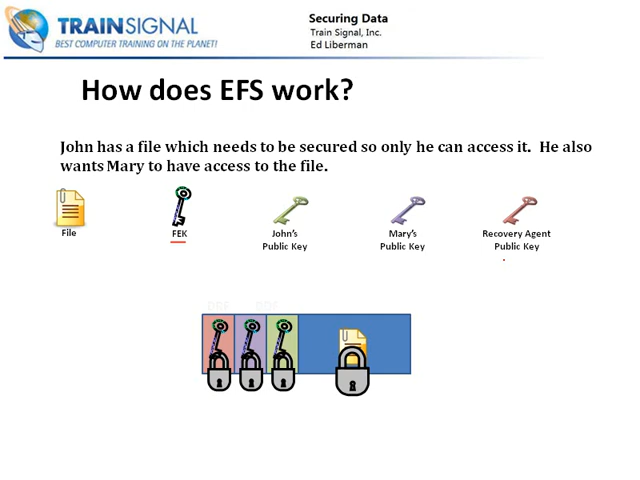 TRAINSIGNAL
BEST COMPUTER TRAINING ON THE PLANET!
Securing Data
Train Signal, Inc.
Ed Liberman
How does EFS work?
John has a file which needs to be secured so only he can access it. He also
wants Mary to have access to the file.
File
FEK
John's
Public Key
Mary's
Public Key
Recovery Agent
Public Key